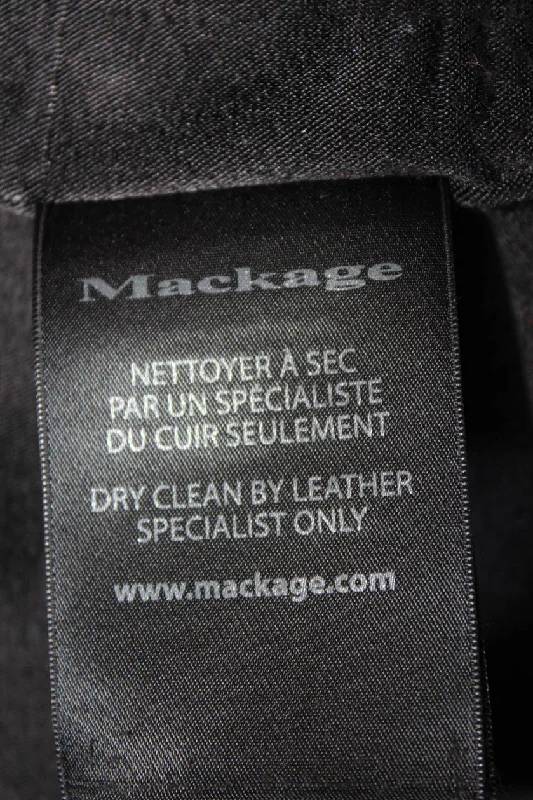 Mackage
NETTOYER À SEC
PAR UN SPÉCIALISTE
DU CUIR SEULEMENT
DRY CLEAN BY LEATHER
SPECIALIST ONLY
www.mackage.com